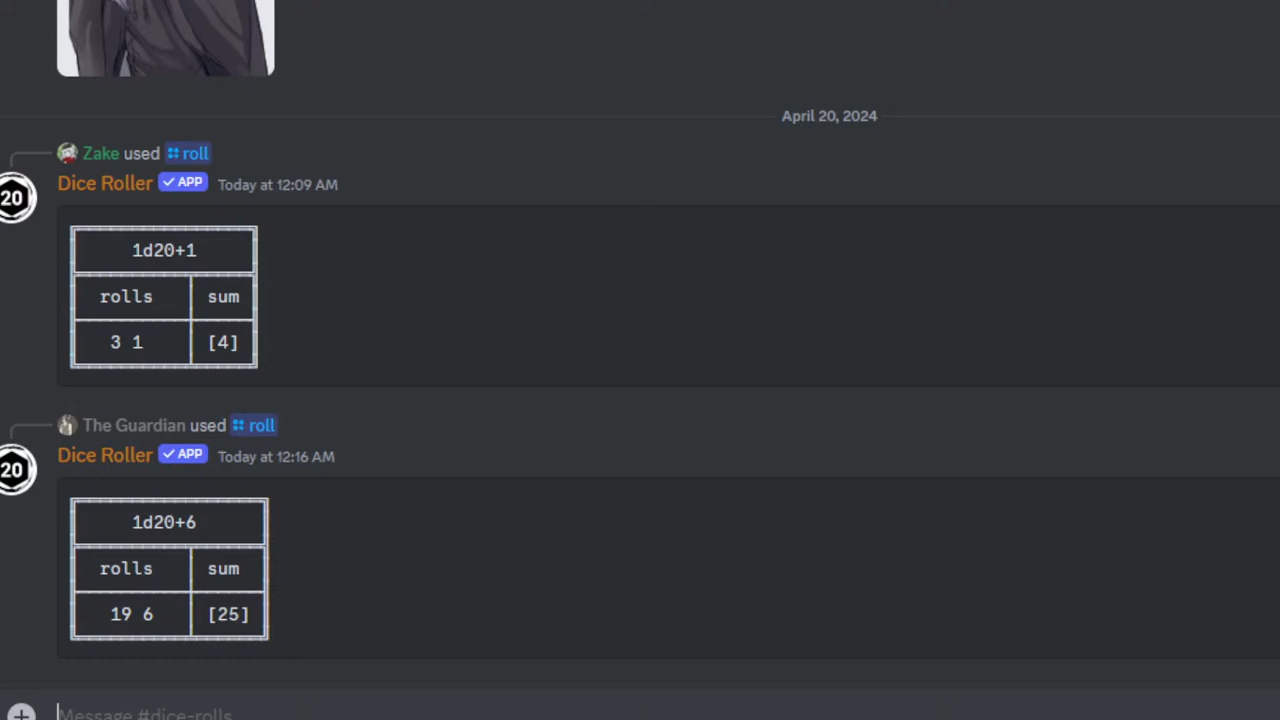 April 20, 2024
Zake used roll
20
Dice Roller APP Today at 12:09 AM
1d20+1
rolls sum
3 1 [4]
The Guardian used roll
20
Dice Roller APP Today at 12:16 AM
1d20+6
rolls sum
19 6 [25]
Message #dice-rolls